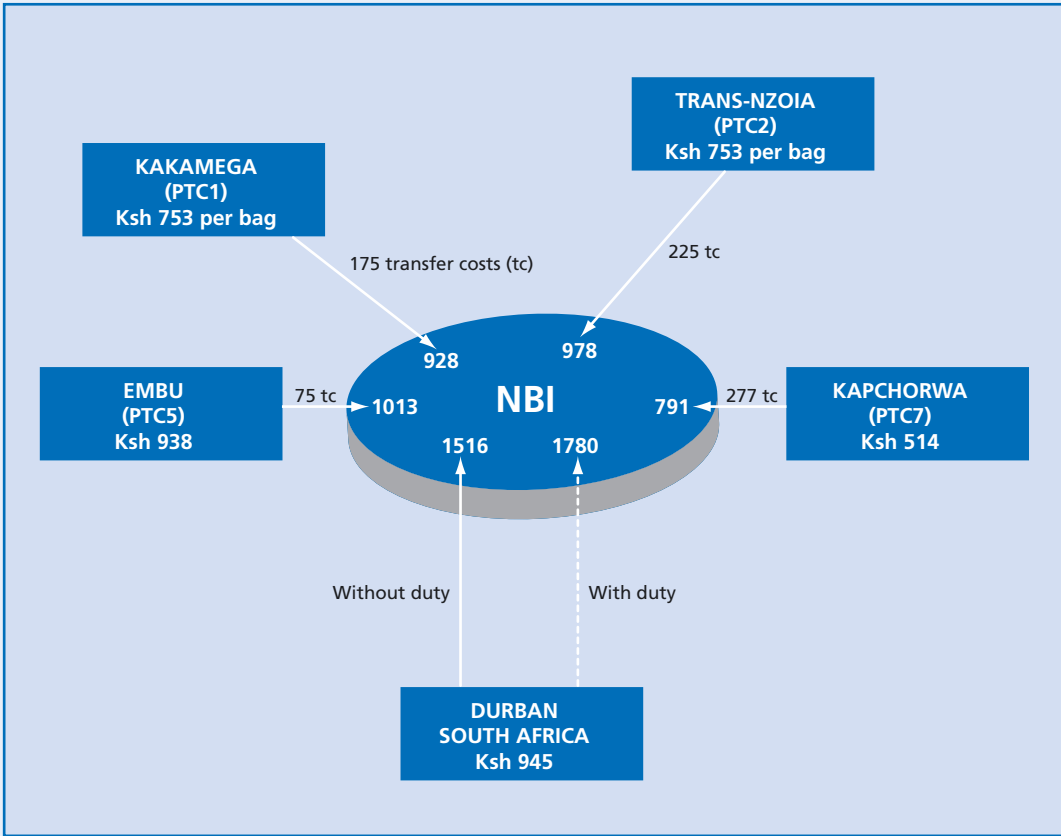 TRANS-NZOIA
(PTC2)
Ksh 753 per bag
KAKAMEGA
(PTC1)
Ksh 753 per bag
175 transfer costs (tc)
225 tc
928
978
EMBU
(PTC5)
Ksh 938
75 tc
1013
NBI
791
277 tc
KAPCHORWA
(PTC7)
Ksh 514
1516
1780
Without duty
With duty
DURBAN
SOUTH AFRICA
Ksh 945